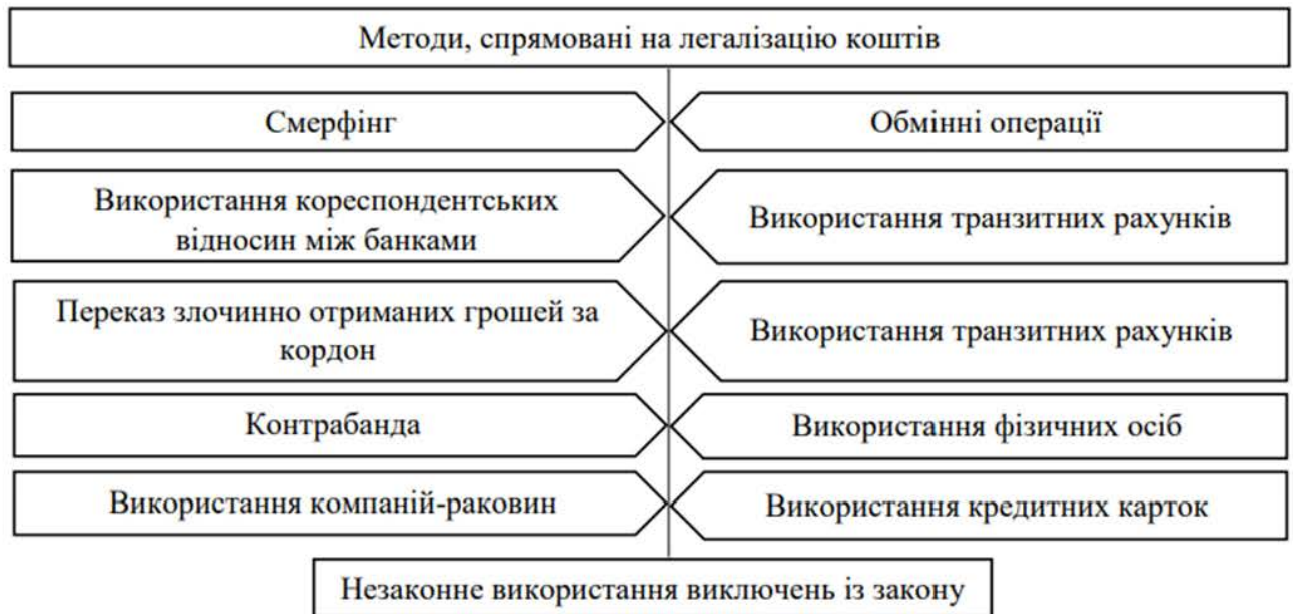 Методи, спрямовані на легалізацію коштів
Смерфінг
Обмінні операції
Використання кореспондентських
відносин між банками
Використання транзитних рахунків
Переказ злочинно отриманих грошей за
кордон
Використання транзитних рахунків
Контрабанда
Використання фізичних осіб
Використання компаній-раковин
Використання кредитних карток
Незаконне використання виключень із закону